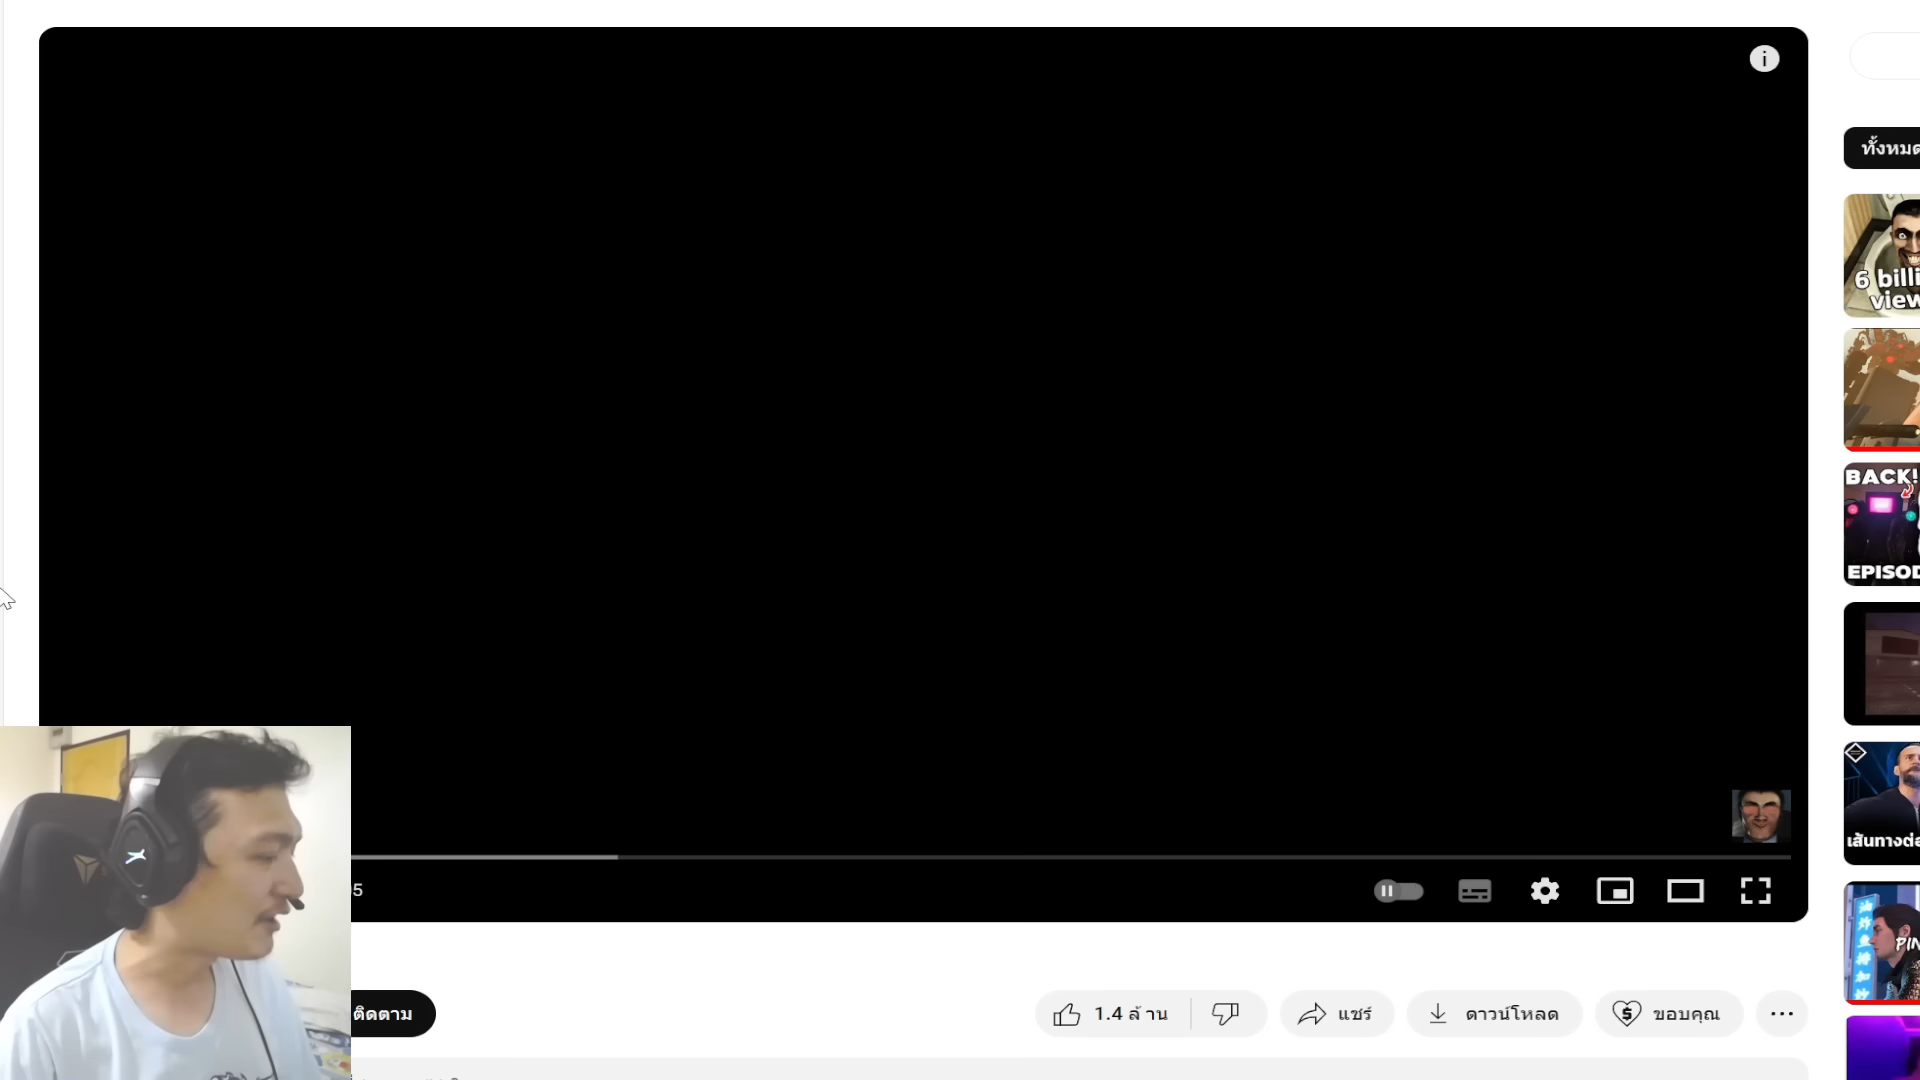 ทั้งหมด
6 billi
view
BACK!
EPISOD
เส้นทางต่อ
PIN
5
ติดตาม
1.4 ล้าน
แชร์
ดาวน์โหลด
ขอบคุณ